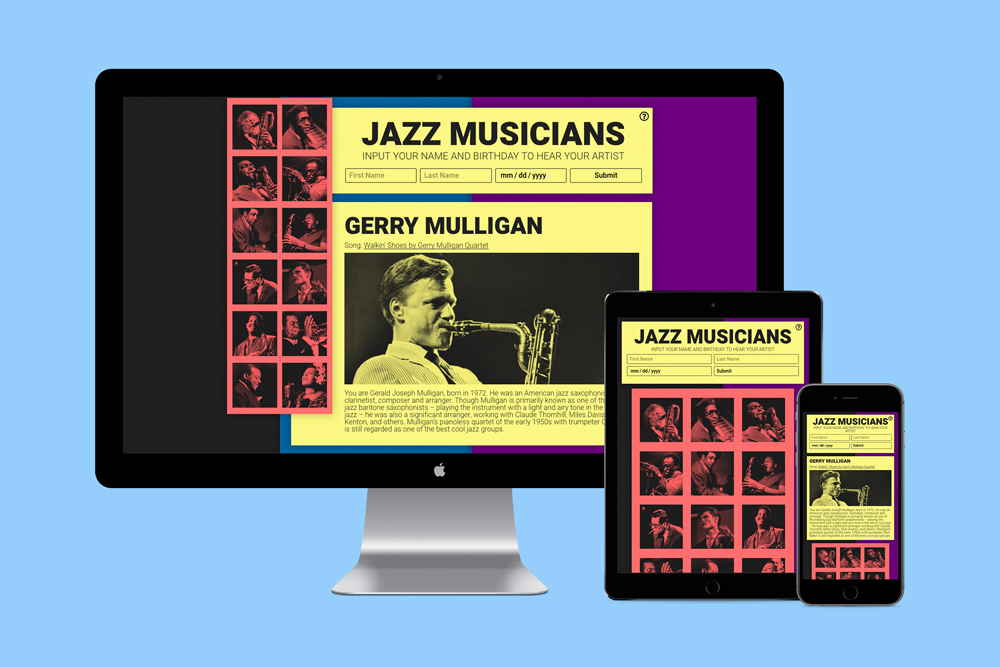 JAZZ MUSICIANS
?
INPUT YOUR NAME AND BIRTHDAY TO HEAR YOUR ARTIST
First Name
Last Name
mm / dd / yyyy
Submit
GERRY MULLIGAN
Song: Walkin' Shoes by Gerry Mulligan Quartet
You are Gerald Joseph Mulligan, born in 1972. He was an American jazz saxophonis
clarinetist, composer and arranger. Though Mulligan is primarily known as one of the
jazz baritone saxophonists – playing the instrument with a light and airy tone in the
jazz – he was also a significant arranger, working with Claude Thornhill, Miles Davis
Kenton, and others. Mulligan's pianoless quartet of the early 1950s with trumpeter C
is still regarded as one of the best cool jazz groups.
JAZZ MUSICIANS
?
INPUT YOUR NAME AND BIRTHDAY TO HEAR YOUR ARTIST
First Name
Last Name
mm / dd / yyyy
Submit
JAZZ MUSICIANS
?
INPUT YOUR NAME AND BIRTHDAY TO HEAR YOUR
ARTIST
First Name
Last Name
mm / dd / yyyy
Submit
GERRY MULLIGAN
Song: Walkin' Shoes by Gerry Mulligan Quartet